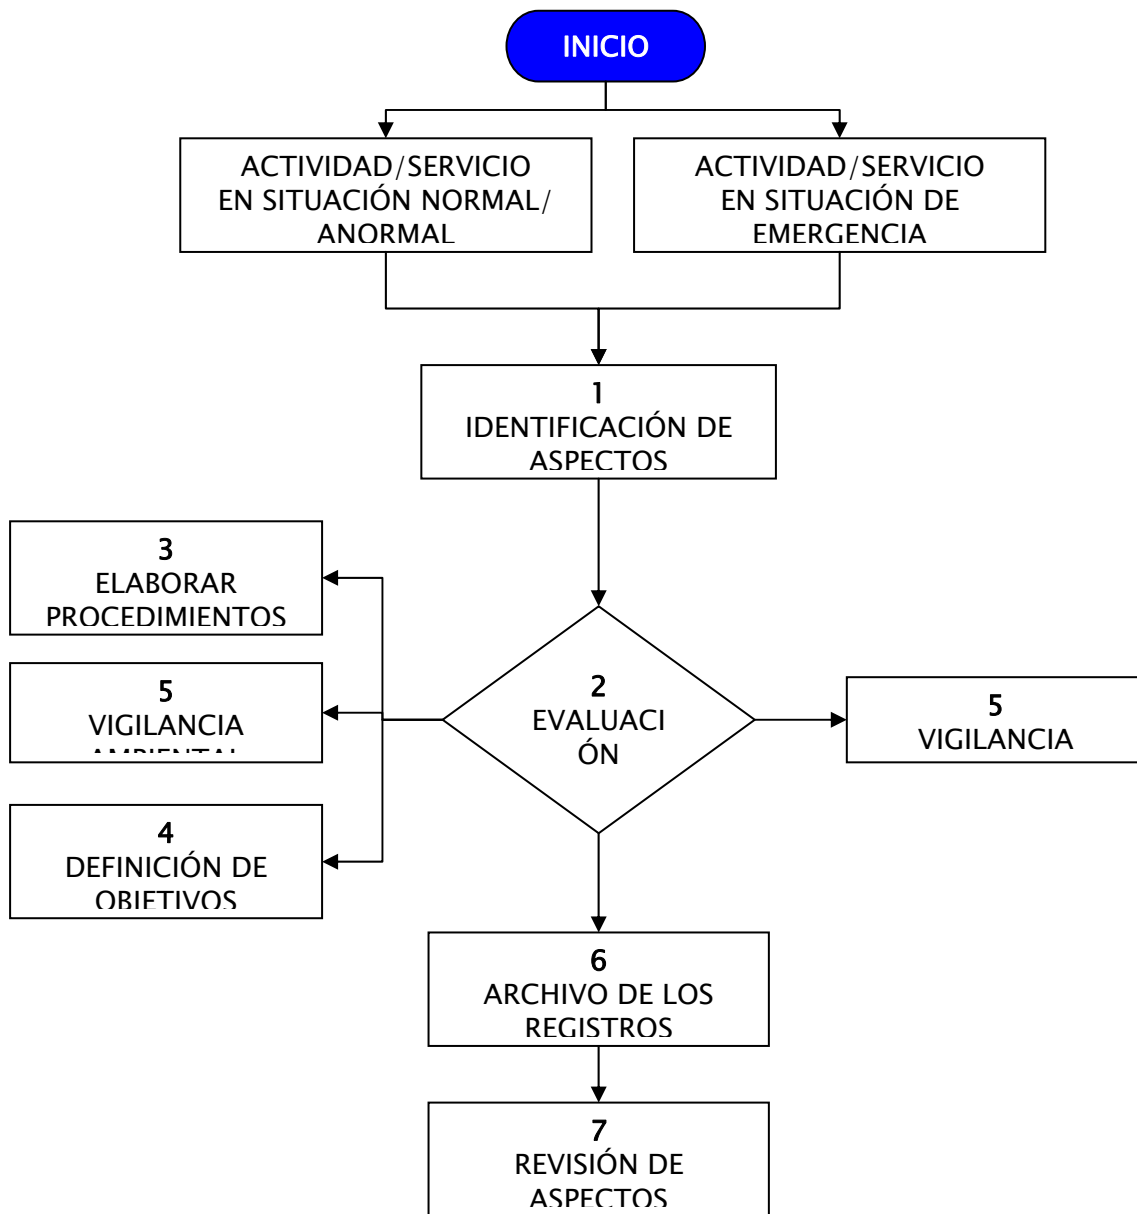 INICIO
ACTIVIDAD/SERVICIO
EN SITUACIÓN NORMAL/
ANORMAL
ACTIVIDAD/SERVICIO
EN SITUACIÓN DE
EMERGENCIA
1
IDENTIFICACIÓN DE
ASPECTOS
3
ELABORAR
PROCEDIMIENTOS
5
VIGILANCIA
AMBIENTAL
4
DEFINICIÓN DE
OBJETIVOS
2
EVALUACI
ÓN
5
VIGILANCIA
6
ARCHIVO DE LOS
REGISTROS
7
REVISIÓN DE
ASPECTOS